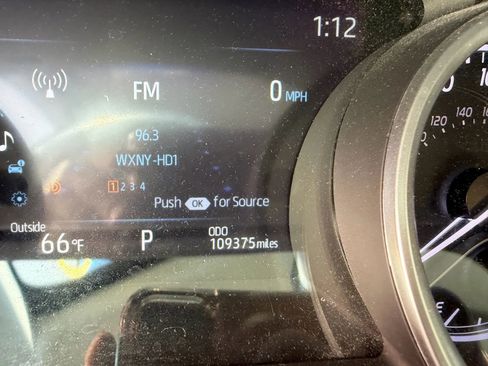 1:12
FM
0 MPH
96.3
WXNY-HD1
1 2 3 4
Push OK for Source
Outside
66°F
P
ODO
109375 miles
120
140